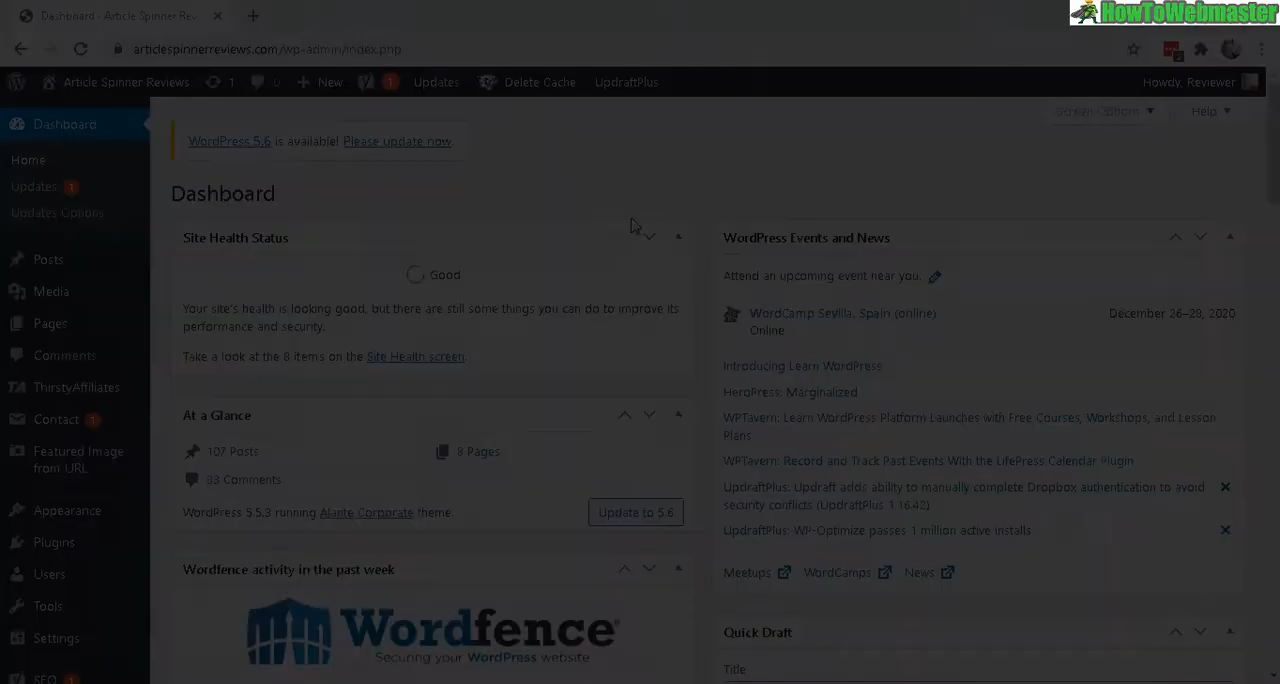 Dashboard - Article Spinner Rev
HowToWebmaster
articlespinnerreviews.com/wp-admin/index.php
Article Spinner Reviews
1
0
New
1
Updates
Delete Cache
UpdraftPlus
Howdy, Reviewer
Dashboard
Home
Updates 1
Updates Options
Posts
Media
Pages
Comments
ThirstyAffiliates
Contact 1
Featured Image
from URL
Appearance
Plugins
Users
Tools
Settings
SEO
Screen Options
Help
WordPress 5.6 is available! Please update now.
Dashboard
Site Health Status
Good
Your site's health is looking good, but there are still some things you can do to improve its
performance and security.
Take a look at the 8 items on the Site Health screen.
At a Glance
107 Posts
8 Pages
93 Comments
WordPress 5.5.3 running Alante Corporate theme.
Update to 5.6
Wordfence activity in the past week
Wordfence
Securing your WordPress website
WordPress Events and News
Attend an upcoming event near you.
WordCamp Sevilla, Spain (online)
December 26–28, 2020
Online
Introducing Learn WordPress
HeroPress: Marginalized
WPTavern: Learn WordPress Platform Launches with Free Courses, Workshops, and Lesson
Plans
WPTavern: Record and Track Past Events With the LifePress Calendar Plugin
UpdraftPlus: Updraft adds ability to manually complete Dropbox authentication to avoid
security conflicts (UpdraftPlus 1.16.42)
UpdraftPlus: WP-Optimize passes 1 million active installs
Meetups
WordCamps
News
Quick Draft
Title